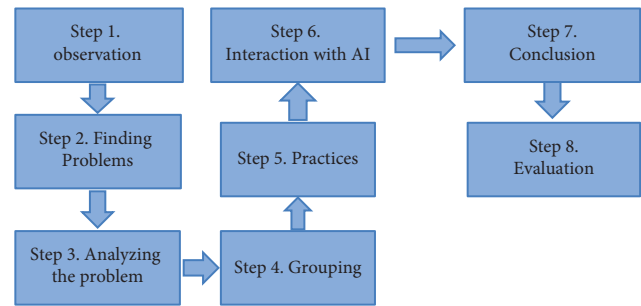 Step 1.
observation
Step 2. Finding
Problems
Step 3. Analyzing
the problem
Step 4. Grouping
Step 5. Practices
Step 6.
Interaction with AI
Step 7.
Conclusion
Step 8.
Evaluation